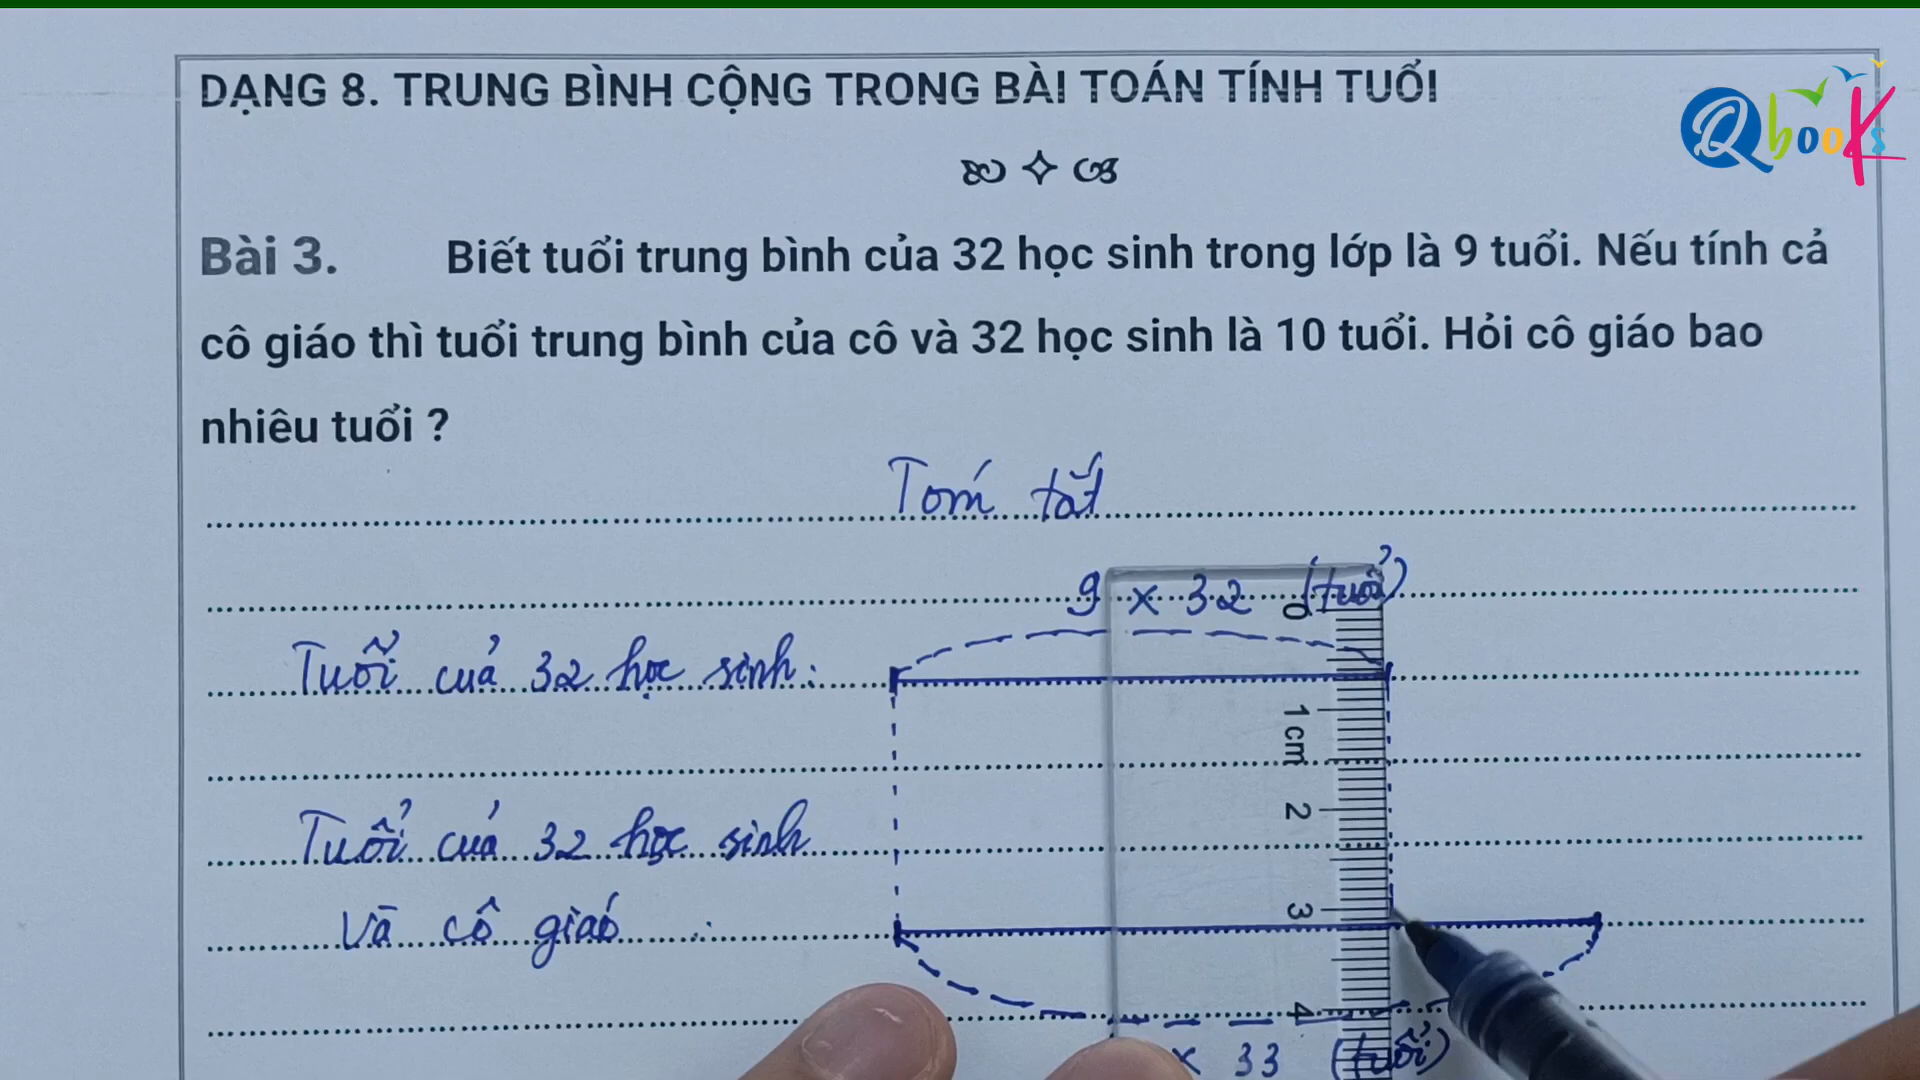 DẠNG 8. TRUNG BÌNH CỘNG TRONG BÀI TOÁN TÍNH TUỔI
Qbooks
Bài 3. Biết tuổi trung bình của 32 học sinh trong lớp là 9 tuổi. Nếu tính cả
cô giáo thì tuổi trung bình của cô và 32 học sinh là 10 tuổi. Hỏi cô giáo bao
nhiêu tuổi ?
Tóm tắt
9 x 32 (tuổi)
Tuổi của 32 học sinh :
Tuổi của 32 học sinh
Và cô giáo :
x 33 (tuổi)
0
1cm
2
3
4